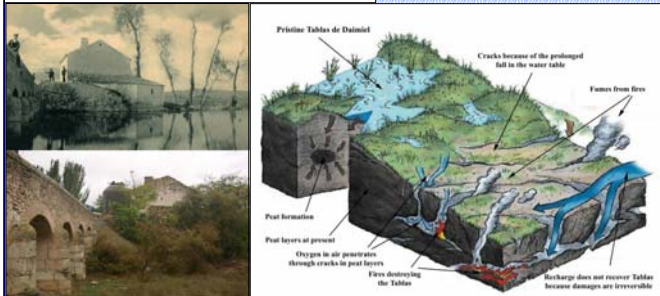 Pristine Tablas de Daimiel
Cracks because of the prolonged
fall in the water table
Fumes from fires
Peat formation
Peat layers at present
Oxygen in air penetrates
through cracks in peat layers
Fires destroying
the Tablas
Recharge does not recover Tablas
because damages are irreversible